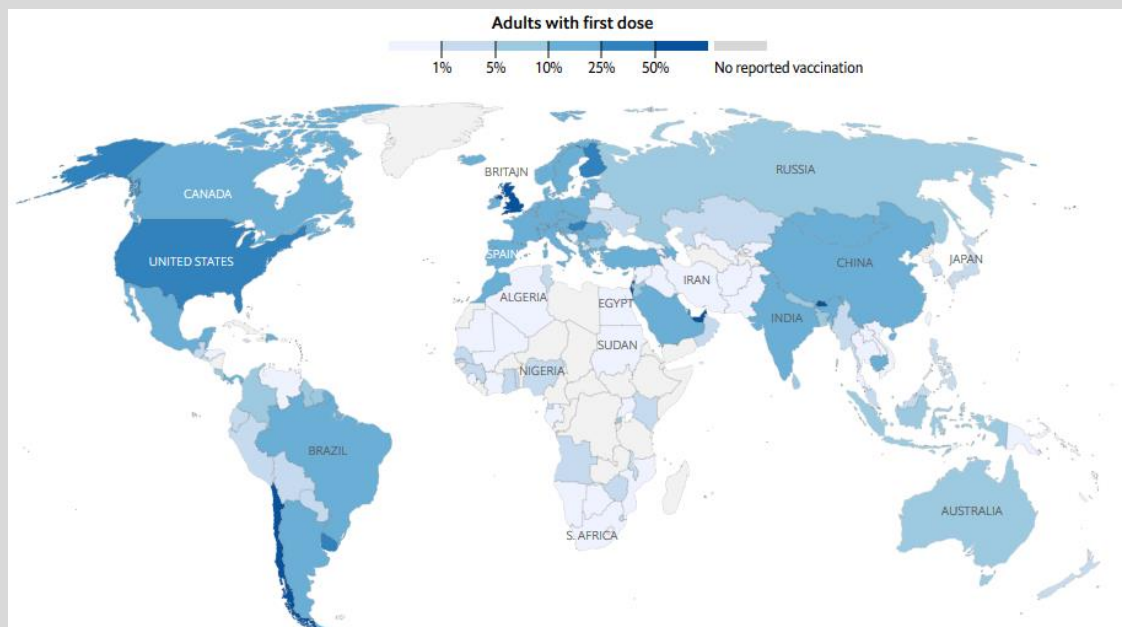 Adults with first dose
1% 5% 10% 25% 50% No reported vaccination
BRITAIN
RUSSIA
CANADA
UNITED STATES
SPAIN
CHINA
JAPAN
IRAN
ALGERIA
EGYPT
INDIA
SUDAN
NIGERIA
BRAZIL
AUSTRALIA
S. AFRICA